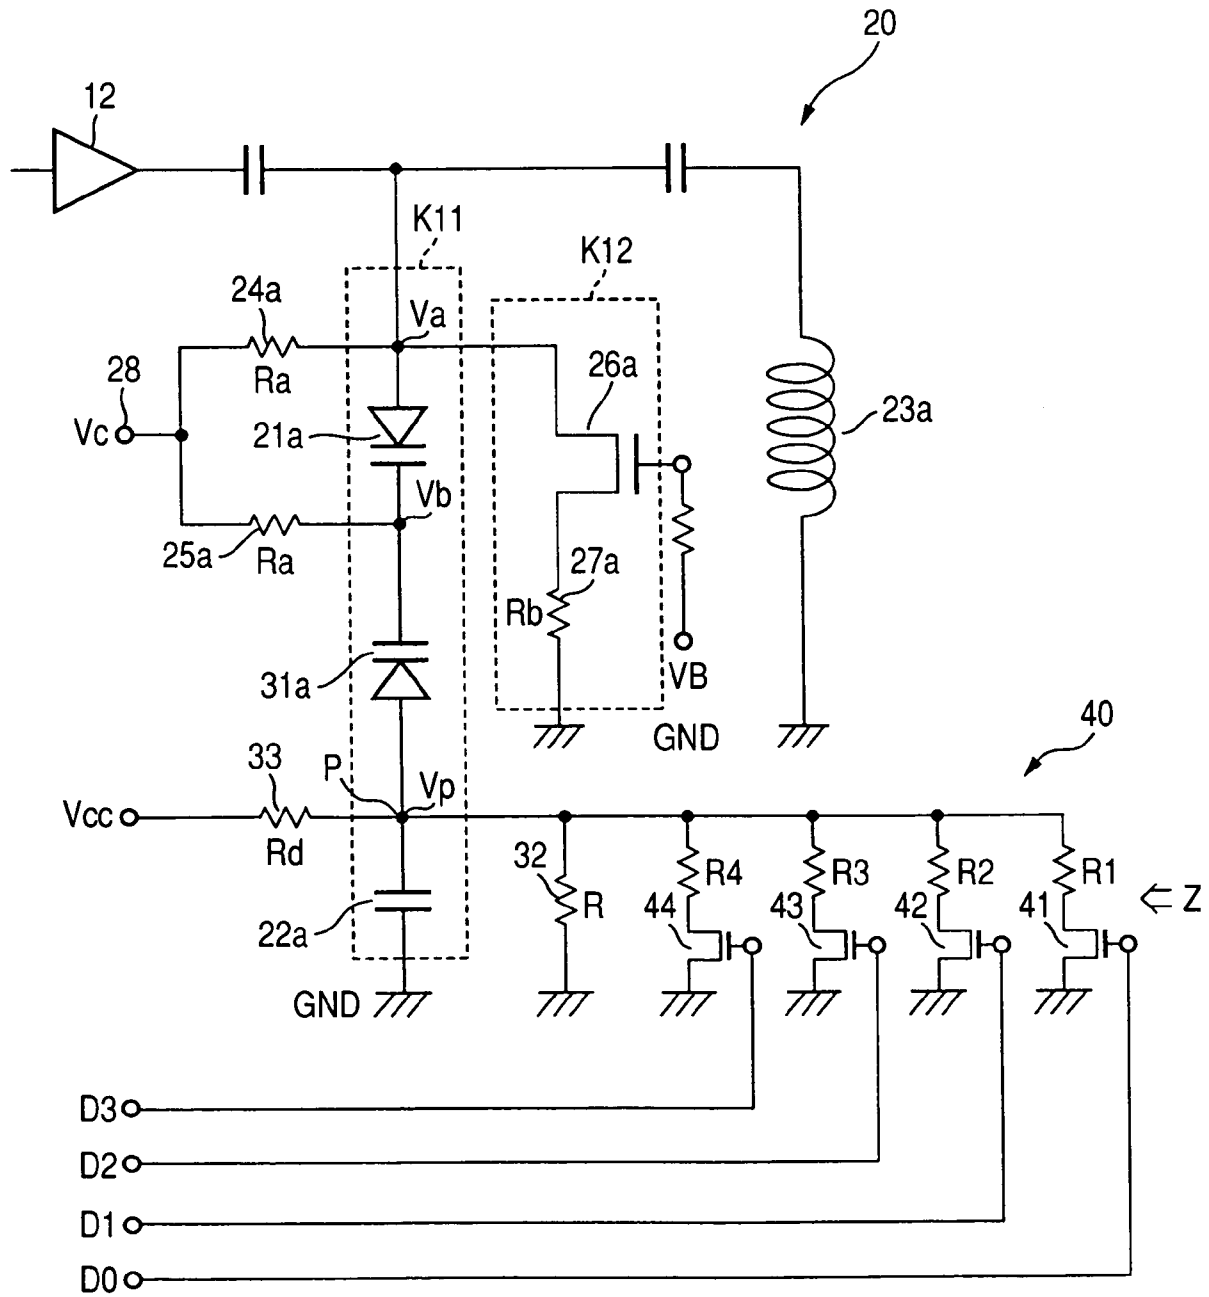 20
12
K11
K12
24a
Va
26a
28
Ra
Vc
21a
23a
Vb
25a
Ra
27a
Rb
31a
VB
GND
40
33
P
Vp
Vcc
Rd
32
R4
R3
R2
R1
R
44
43
42
41
Z
22a
GND
D3
D2
D1
D0